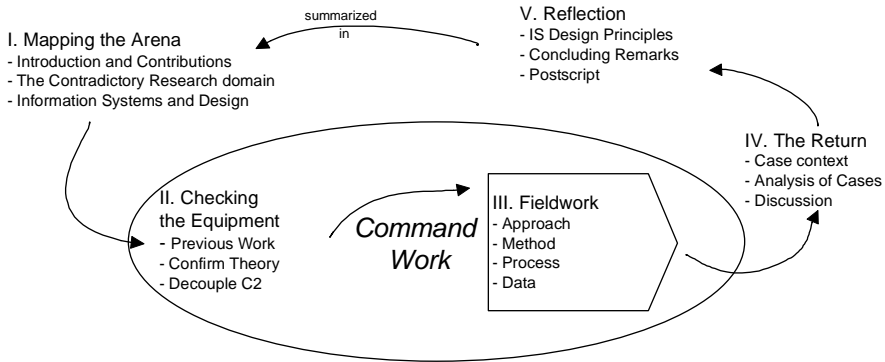 I. Mapping the Arena
- Introduction and Contributions
- The Contradictory Research domain
- Information Systems and Design
summarized
in
V. Reflection
- IS Design Principles
- Concluding Remarks
- Postscript
II. Checking
the Equipment
- Previous Work
- Confirm Theory
- Decouple C2
Command
Work
III. Fieldwork
- Approach
- Method
- Process
- Data
IV. The Return
- Case context
- Analysis of Cases
- Discussion